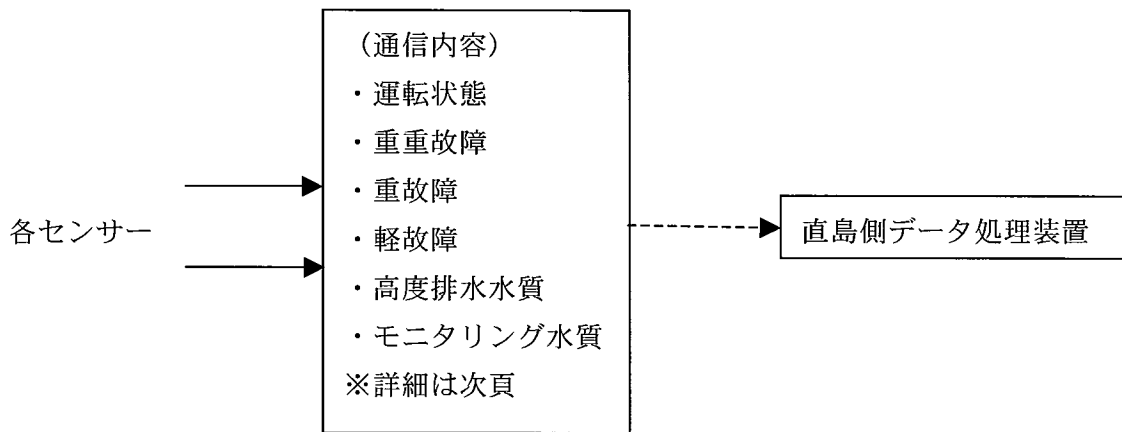 （通信内容）
・運転状態
・重重故障
・重故障
・軽故障
・高度排水水質
・モニタリング水質
※詳細は次頁
各センサー
直島側データ処理装置